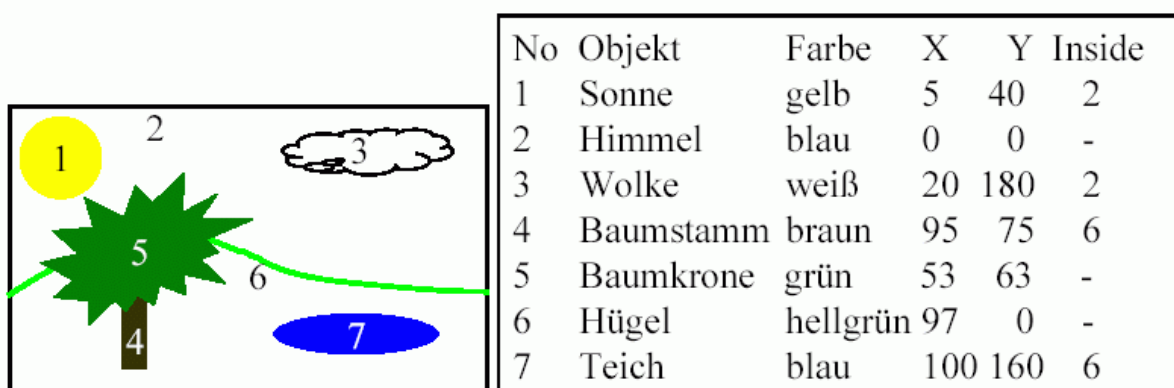 2
1
3
5
6
4
7
No Objekt Farbe X Y Inside
1 Sonne gelb 5 40 2
2 Himmel blau 0 0 -
3 Wolke weiß 20 180 2
4 Baumstamm braun 95 75 6
5 Baumkrone grün 53 63 -
6 Hügel hellgrün 97 0 -
7 Teich blau 100 160 6